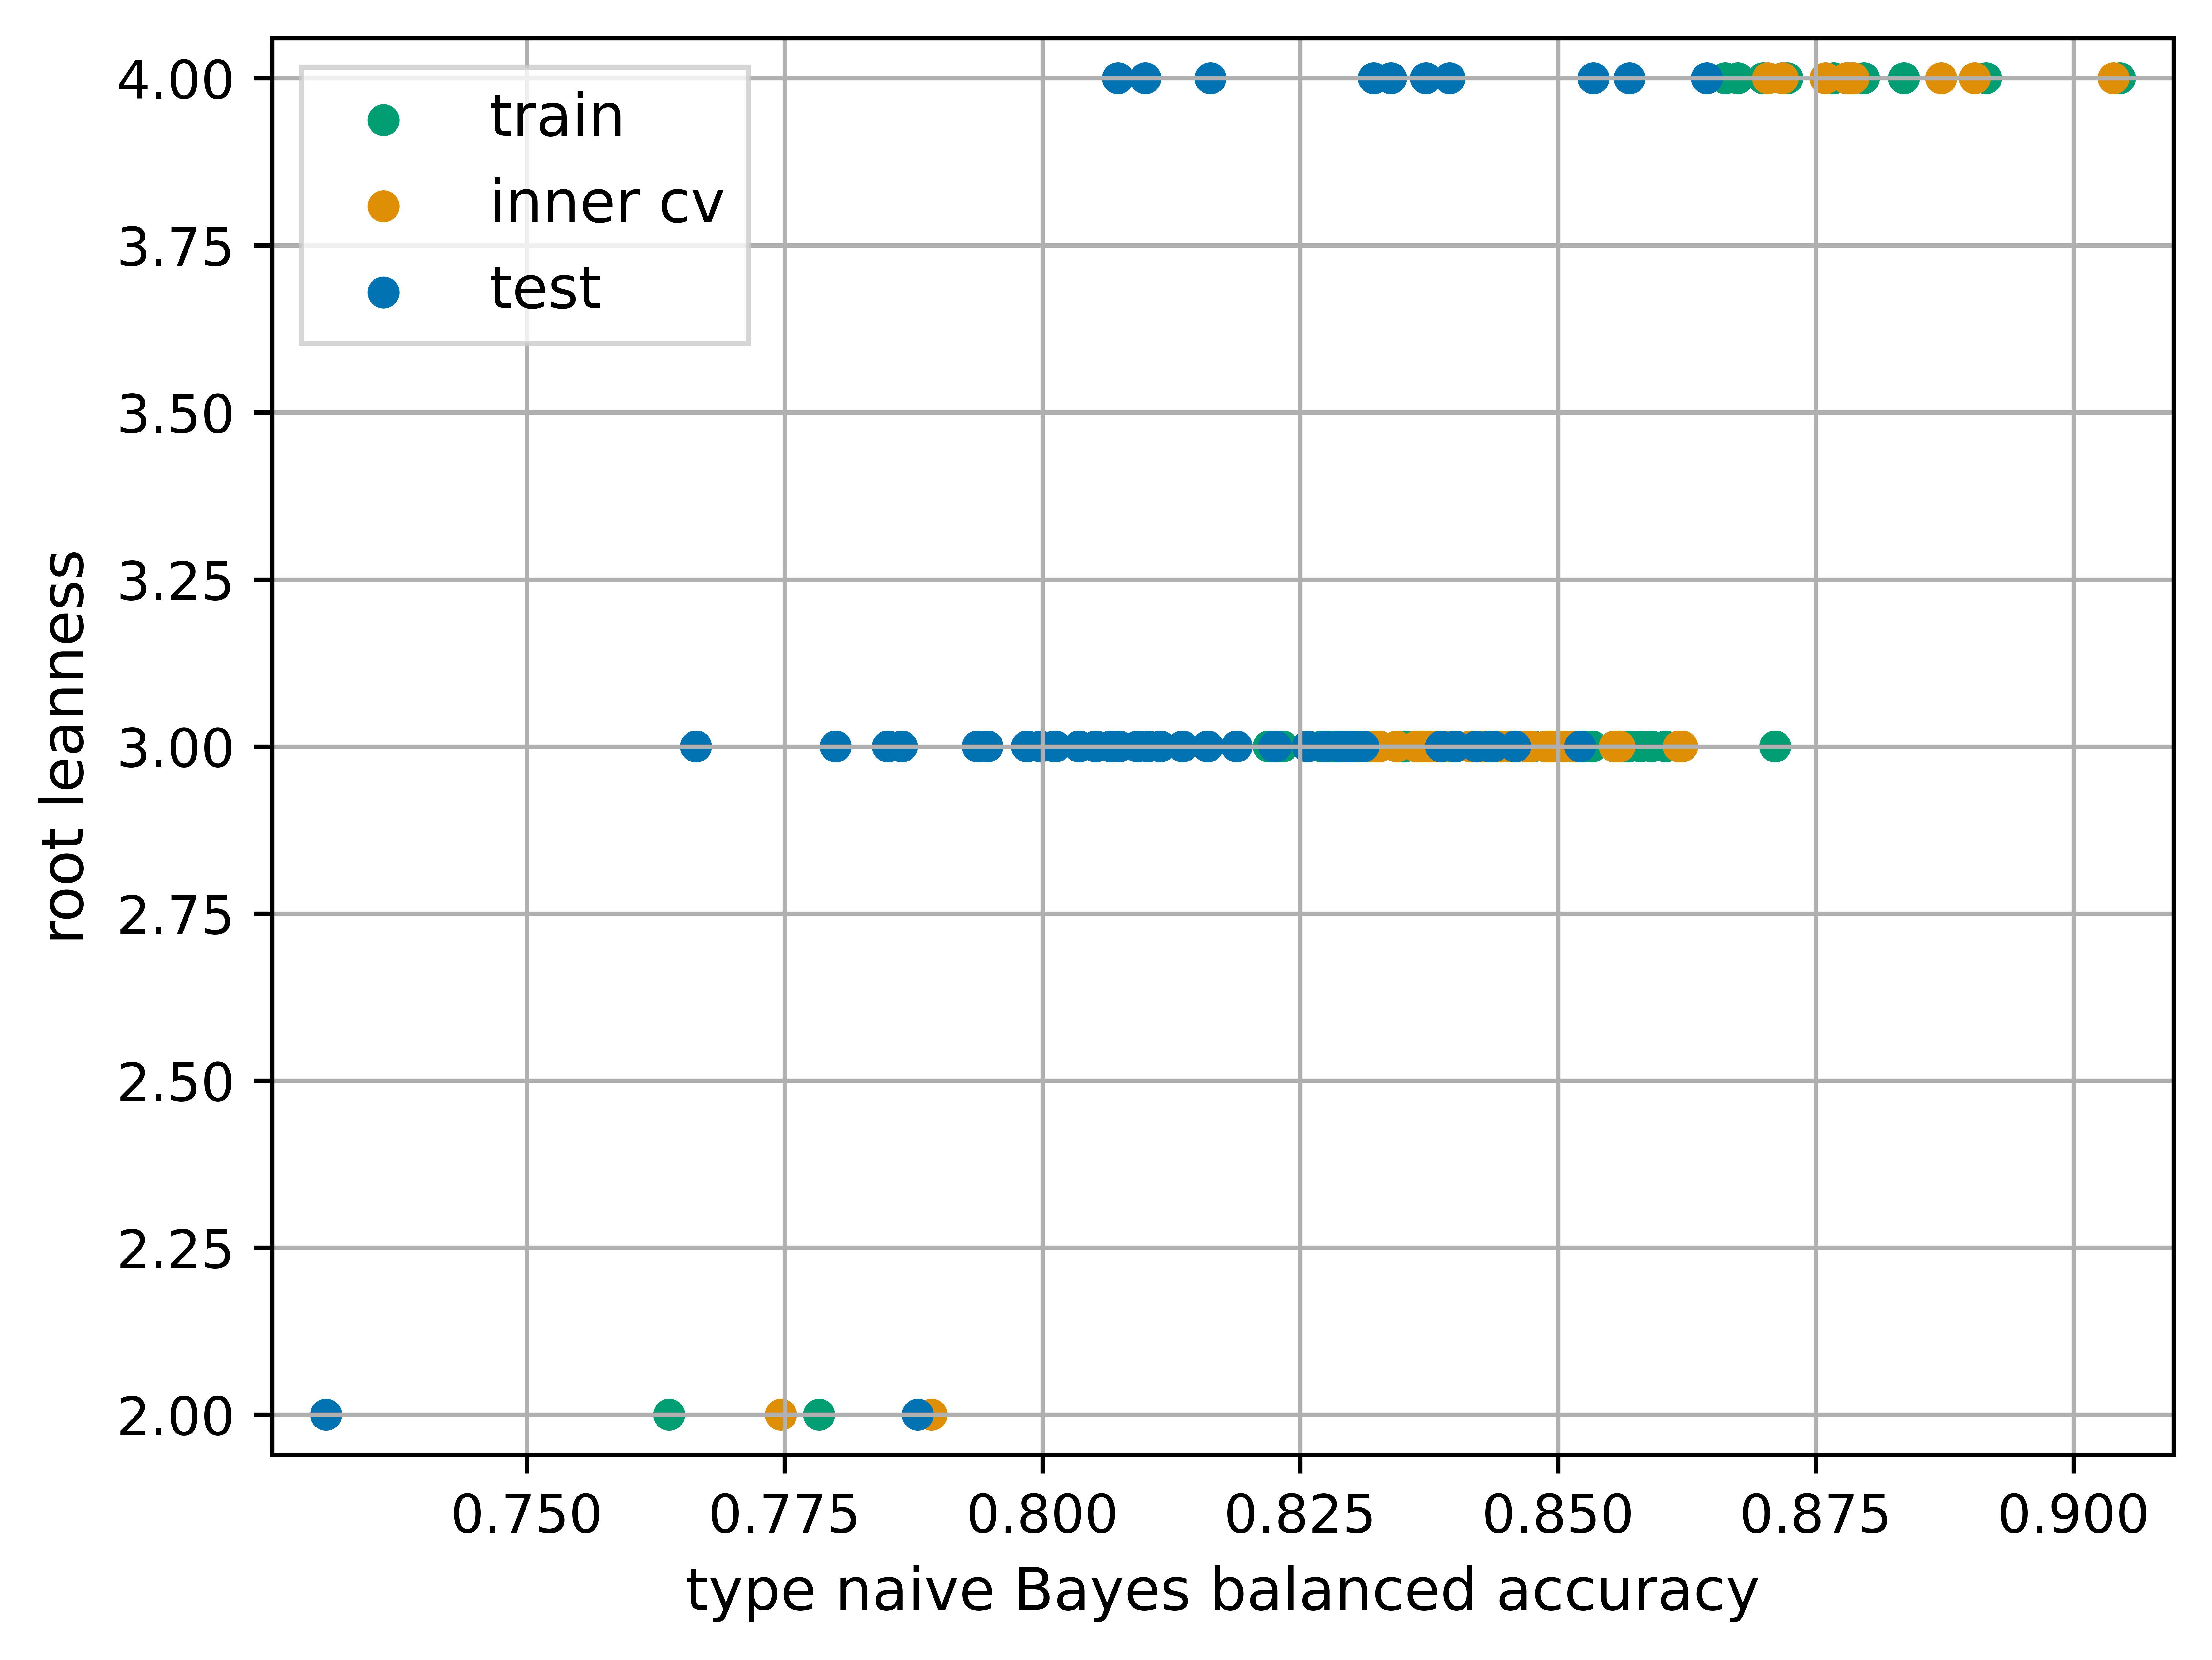 4.00
3.75
3.50
3.25
3.00
2.75
2.50
2.25
2.00
root leanness
train
inner cv
test
0.750 0.775 0.800 0.825 0.850 0.875 0.900
type naive Bayes balanced accuracy